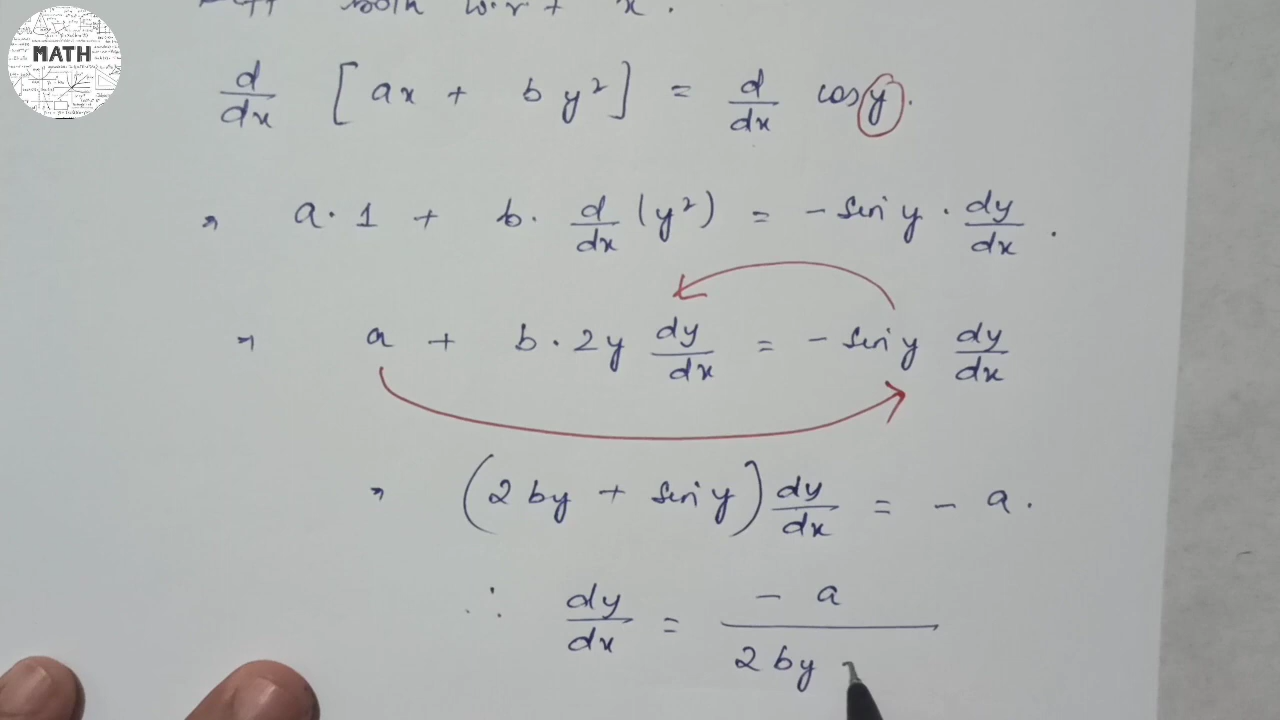 MATH
both w.r.t x.
d/dx [ax + by²] = d/dx cos y.
⇒ a·1 + b· d/dx (y²) = - sin y · dy/dx .
⇒ a + b·2y dy/dx = - sin y dy/dx
⇒ (2by + sin y) dy/dx = - a.
∴ dy/dx = - a / 2by